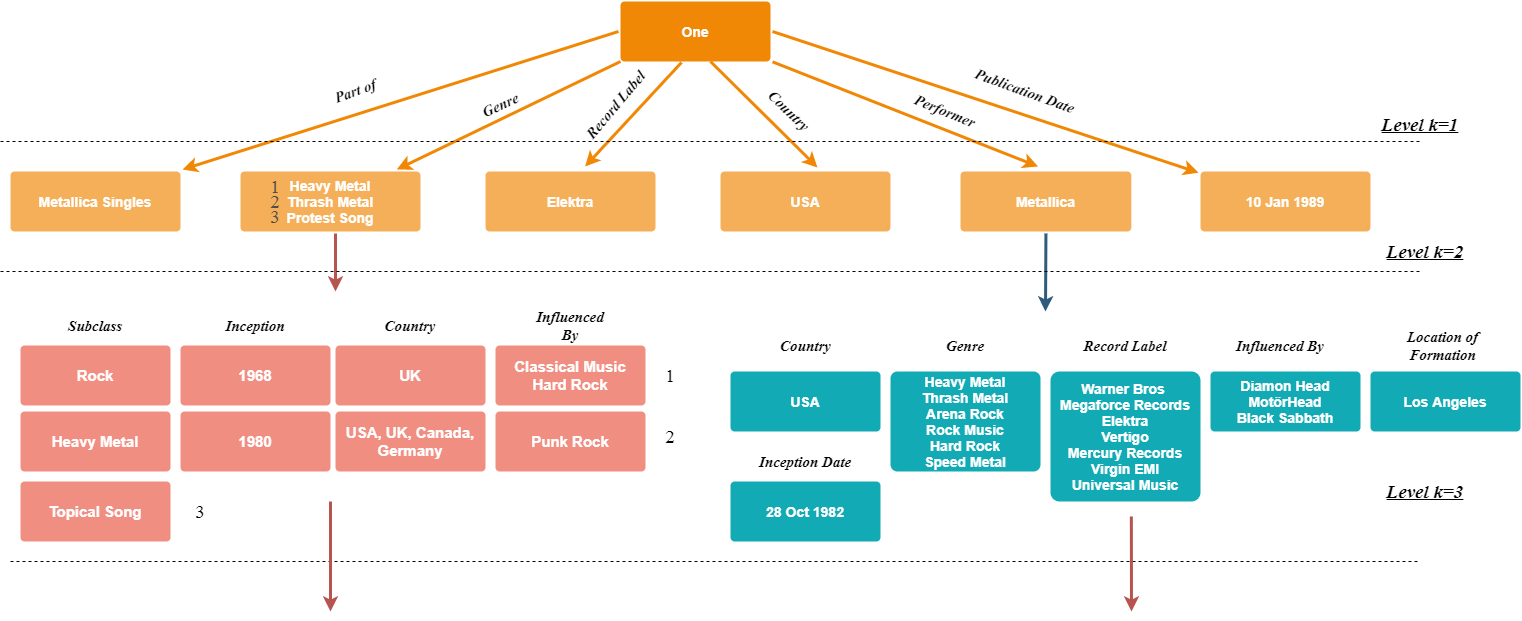 One
Part of
Genre
Record Label
Country
Performer
Publication Date
Level k=1
Metallica Singles
1 Heavy Metal
2 Thrash Metal
3 Protest Song
Elektra
USA
Metallica
10 Jan 1989
Level k=2
Subclass
Inception
Country
Influenced
By
Rock
1968
UK
Classical Music
Hard Rock
1
Heavy Metal
1980
USA, UK, Canada,
Germany
Punk Rock
2
Topical Song
3
Country
Genre
Record Label
Influenced By
Location of
Formation
USA
Heavy Metal
Thrash Metal
Arena Rock
Rock Music
Hard Rock
Speed Metal
Warner Bros
Megaforce Records
Elektra
Vertigo
Mercury Records
Virgin EMI
Universal Music
Diamon Head
MotörHead
Black Sabbath
Los Angeles
Inception Date
28 Oct 1982
Level k=3